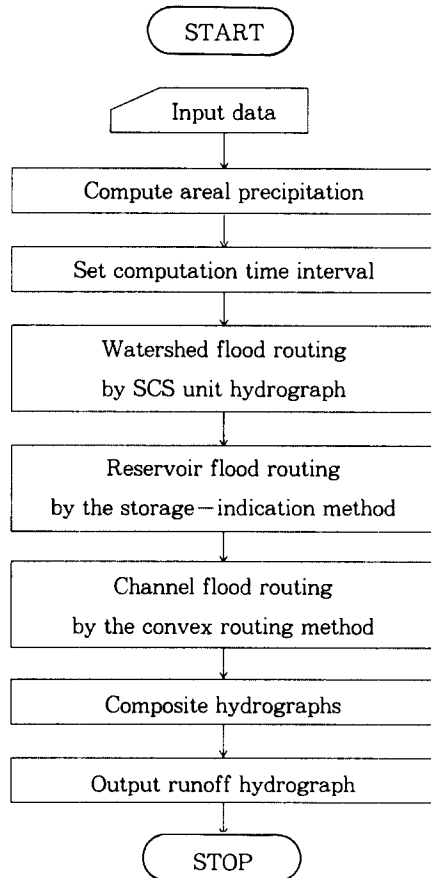 START
Input data
Compute areal precipitation
Set computation time interval
Watershed flood routing
by SCS unit hydrograph
Reservoir flood routing
by the storage-indication method
Channel flood routing
by the convex routing method
Composite hydrographs
Output runoff hydrograph
STOP